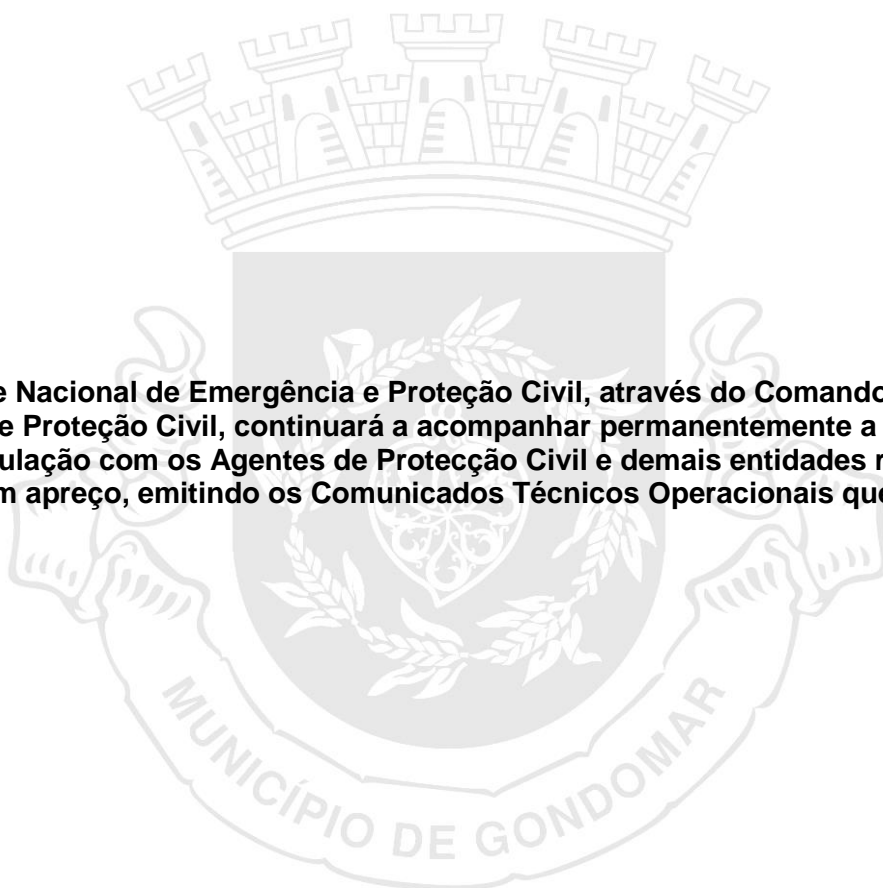 e Nacional de Emergência e Proteção Civil, através do Comando
e Proteção Civil, continuará a acompanhar permanentemente a
ulação com os Agentes de Protecção Civil e demais entidades
m apreço, emitindo os Comunicados Técnicos Operacionais que
MUNICÍPIO DE GONDOMAR